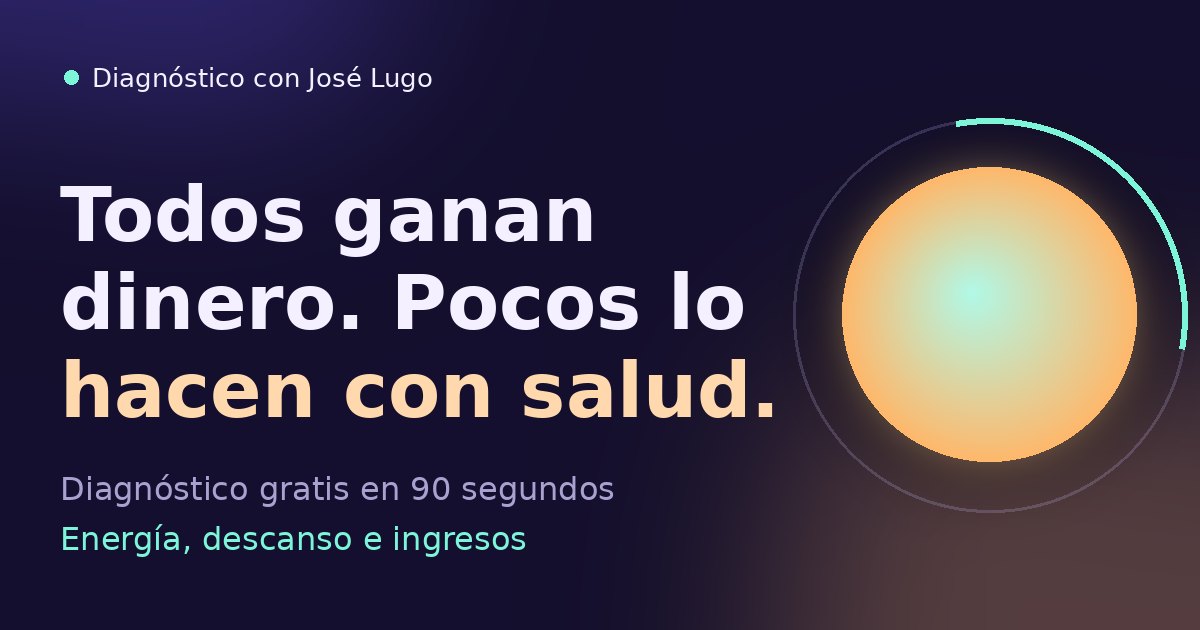 Diagnóstico con José Lugo
Todos ganan
dinero. Pocos lo
hacen con salud.
Diagnóstico gratis en 90 segundos
Energía, descanso e ingresos